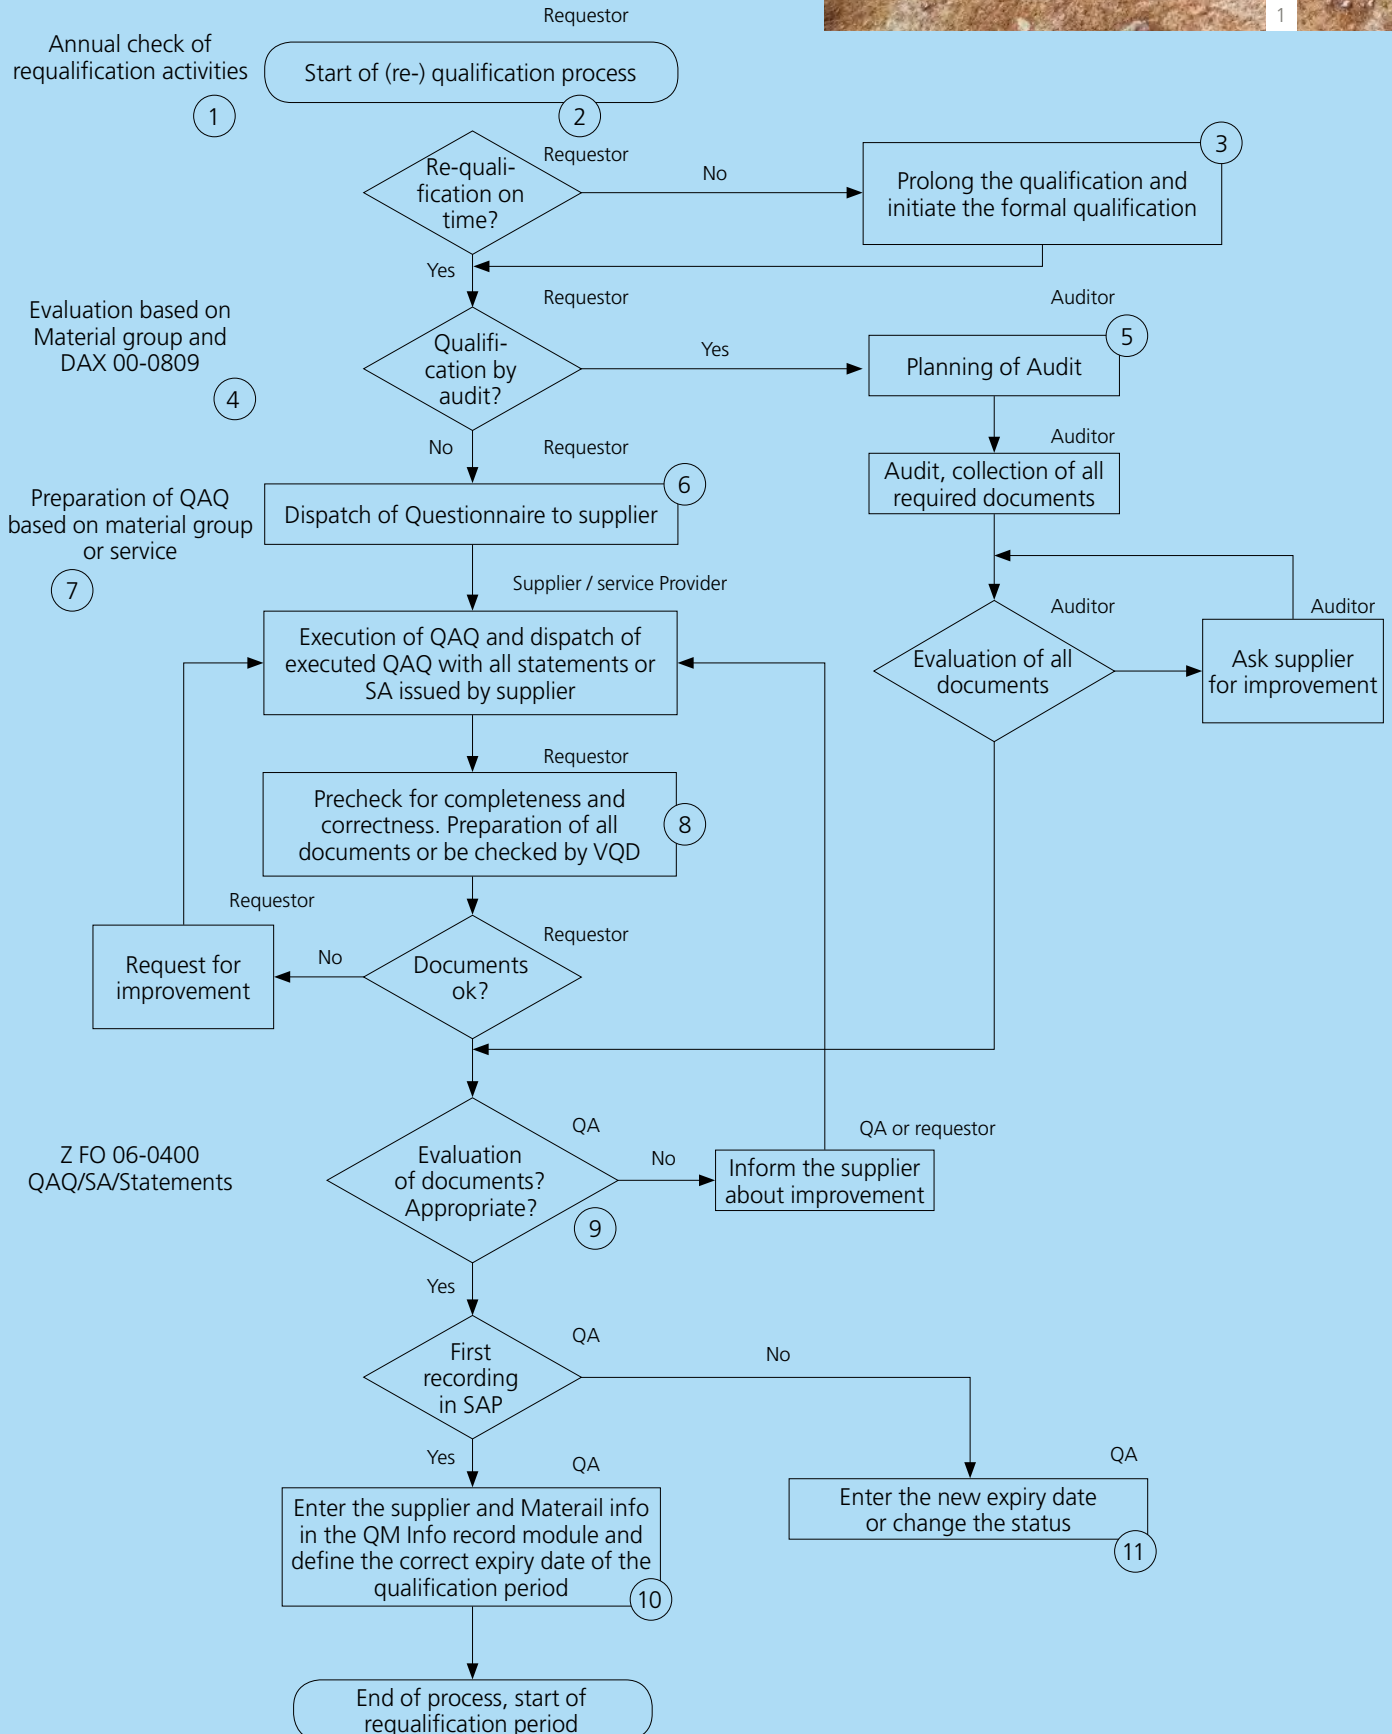 Requestor
1
Annual check of
requalification activities
1
Start of (re-) qualification process
2
Re-quali-
fication on
time?
Requestor
No
3
Prolong the qualification and
initiate the formal qualification
Yes
Evaluation based on
Material group and
DAX 00-0809
4
Requestor
Qualifi-
cation by
audit?
Yes
Auditor
5
Planning of Audit
No
Requestor
Auditor
Audit, collection of all
required documents
Preparation of QAQ
based on material group
or service
7
6
Dispatch of Questionnaire to supplier
Supplier / service Provider
Execution of QAQ and dispatch of
executed QAQ with all statements or
SA issued by supplier
Auditor
Evaluation of all
documents
Auditor
Ask supplier
for improvement
Requestor
Precheck for completeness and
correctness. Preparation of all
documents or be checked by VQD
8
Requestor
Request for
improvement
No
Requestor
Documents
ok?
Z FO 06-0400
QAQ/SA/Statements
QA
Evaluation
of documents?
Appropriate?
9
No
QA or requestor
Inform the supplier
about improvement
Yes
QA
First
recording
in SAP
No
Yes
QA
Enter the supplier and Materail info
in the QM Info record module and
define the correct expiry date of the
qualification period
10
QA
Enter the new expiry date
or change the status
11
End of process, start of
requalification period